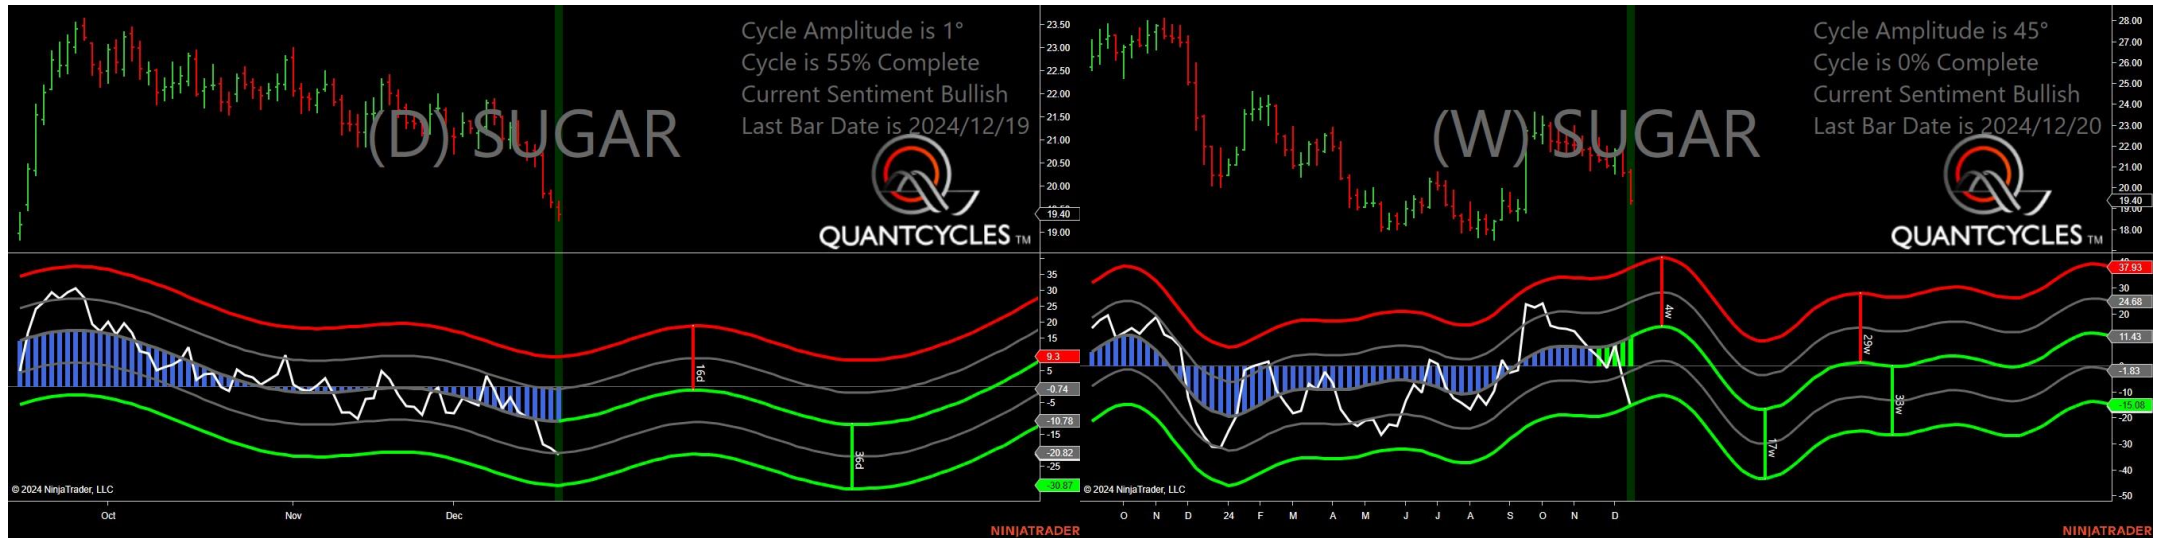 Cycle Amplitude is 1°
Cycle is 55% Complete
Current Sentiment Bullish
Last Bar Date is 2024/12/19
(D) SUGAR
QUANTCYCLES TM
23.50
23.00
22.50
22.00
21.50
21.00
20.50
20.00
19.40
19.00
35
30
25
20
15
9.3
5
-0.74
-5
-10.78
-15
-20.82
-25
-30.87
16d
36d
© 2024 NinjaTrader, LLC
Oct
Nov
Dec
NINJATRADER
Cycle Amplitude is 45°
Cycle is 0% Complete
Current Sentiment Bullish
Last Bar Date is 2024/12/20
(W) SUGAR
QUANTCYCLES TM
28.00
27.00
26.00
25.00
24.00
23.00
22.00
21.00
20.00
19.40
19.00
18.00
37.93
30
24.68
20
11.43
-1.83
-10
-15.08
-20
-30
-40
-50
4w
17w
29w
33w
© 2024 NinjaTrader, LLC
O N D 24 F M A M J J A S O N D
NINJATRADER